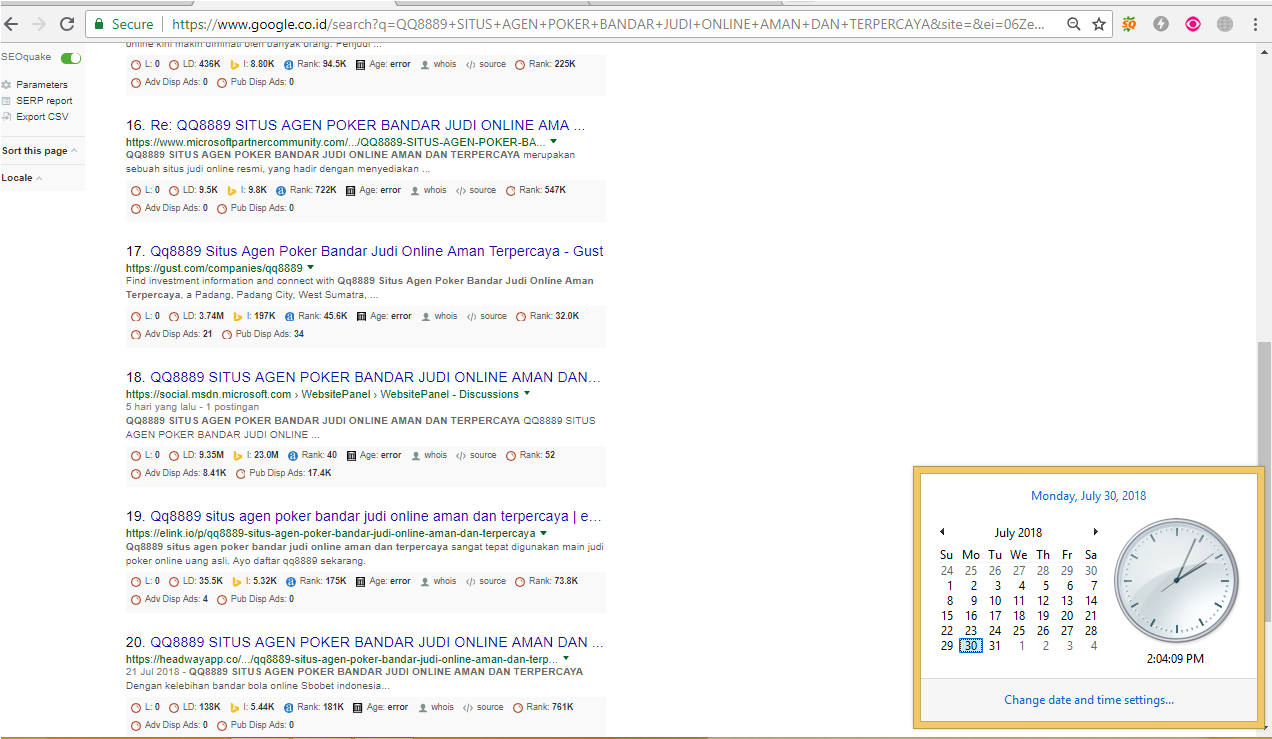 Secure https://www.google.co.id/search?q=QQ8889+SITUS+AGEN+POKER+BANDAR+JUDI+ONLINE+AMAN+DAN+TERPERCAYA&site=&ei=06Ze...
SEOquake
Parameters
SERP report
Export CSV
Sort this page
Locale
online kini makin diminati oleh banyak orang. Penjudi ...
L: 0 LD: 436K I: 8.80K Rank: 94.5K Age: error whois source Rank: 225K
Adv Disp Ads: 0 Pub Disp Ads: 0
16. Re: QQ8889 SITUS AGEN POKER BANDAR JUDI ONLINE AMA ...
https://www.microsoftpartnercommunity.com/.../QQ8889-SITUS-AGEN-POKER-BA...
QQ8889 SITUS AGEN POKER BANDAR JUDI ONLINE AMAN DAN TERPERCAYA merupakan
sebuah situs judi online resmi, yang hadir dengan menyediakan ...
L: 0 LD: 9.5K I: 9.8K Rank: 722K Age: error whois source Rank: 547K
Adv Disp Ads: 0 Pub Disp Ads: 0
17. Qq8889 Situs Agen Poker Bandar Judi Online Aman Terpercaya - Gust
https://gust.com/companies/qq8889
Find investment information and connect with Qq8889 Situs Agen Poker Bandar Judi Online Aman
Terpercaya, a Padang, Padang City, West Sumatra, ...
L: 0 LD: 3.74M I: 197K Rank: 45.6K Age: error whois source Rank: 32.0K
Adv Disp Ads: 21 Pub Disp Ads: 34
18. QQ8889 SITUS AGEN POKER BANDAR JUDI ONLINE AMAN DAN...
https://social.msdn.microsoft.com › WebsitePanel › WebsitePanel - Discussions
5 hari yang lalu - 1 postingan
QQ8889 SITUS AGEN POKER BANDAR JUDI ONLINE AMAN DAN TERPERCAYA QQ8889 SITUS
AGEN POKER BANDAR JUDI ONLINE ...
L: 0 LD: 9.35M I: 23.0M Rank: 40 Age: error whois source Rank: 52
Adv Disp Ads: 8.41K Pub Disp Ads: 17.4K
19. Qq8889 situs agen poker bandar judi online aman dan terpercaya | e...
https://elink.io/p/qq8889-situs-agen-poker-bandar-judi-online-aman-dan-terpercaya
Qq8889 situs agen poker bandar judi online aman dan terpercaya sangat tepat digunakan main judi
poker online uang asli. Ayo daftar qq8889 sekarang.
L: 0 LD: 35.5K I: 5.32K Rank: 175K Age: error whois source Rank: 73.8K
Adv Disp Ads: 4 Pub Disp Ads: 0
20. QQ8889 SITUS AGEN POKER BANDAR JUDI ONLINE AMAN DAN ...
https://headwayapp.co/.../qq8889-situs-agen-poker-bandar-judi-online-aman-dan-terp...
21 Jul 2018 - QQ8889 SITUS AGEN POKER BANDAR JUDI ONLINE AMAN DAN TERPERCAYA
Dengan kelebihan bandar bola online Sbobet indonesia...
L: 0 LD: 138K I: 5.44K Rank: 181K Age: error whois source Rank: 761K
Adv Disp Ads: 0 Pub Disp Ads: 0
Monday, July 30, 2018
July 2018
Su Mo Tu We Th Fr Sa
24 25 26 27 28 29 30
1 2 3 4 5 6 7
8 9 10 11 12 13 14
15 16 17 18 19 20 21
22 23 24 25 26 27 28
29 30 31 1 2 3 4
2:04:09 PM
Change date and time settings...